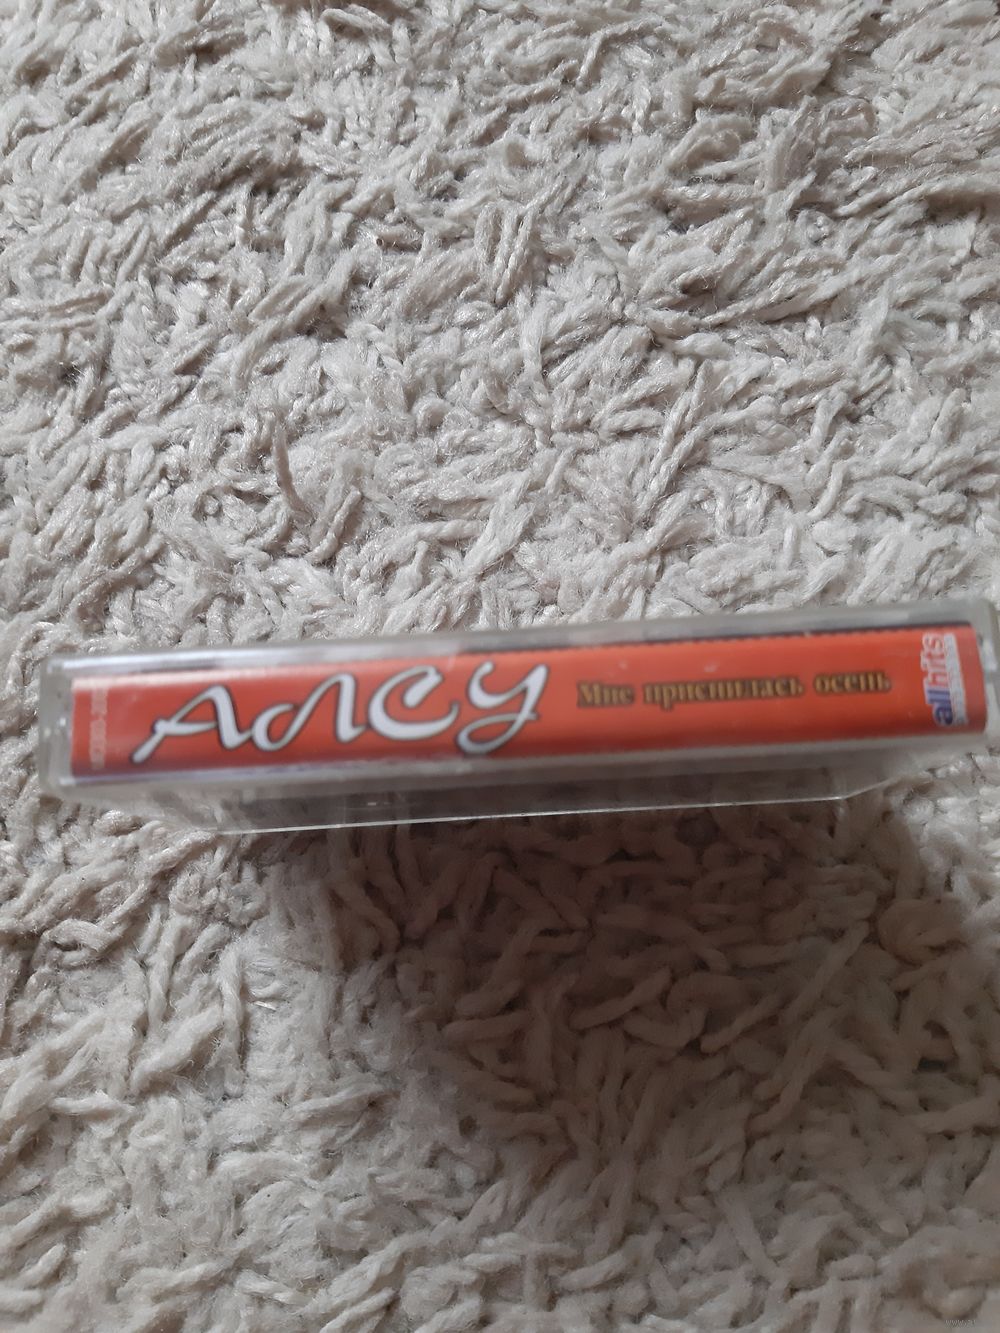 АЛСУ
Мне приснилась осень
allhits